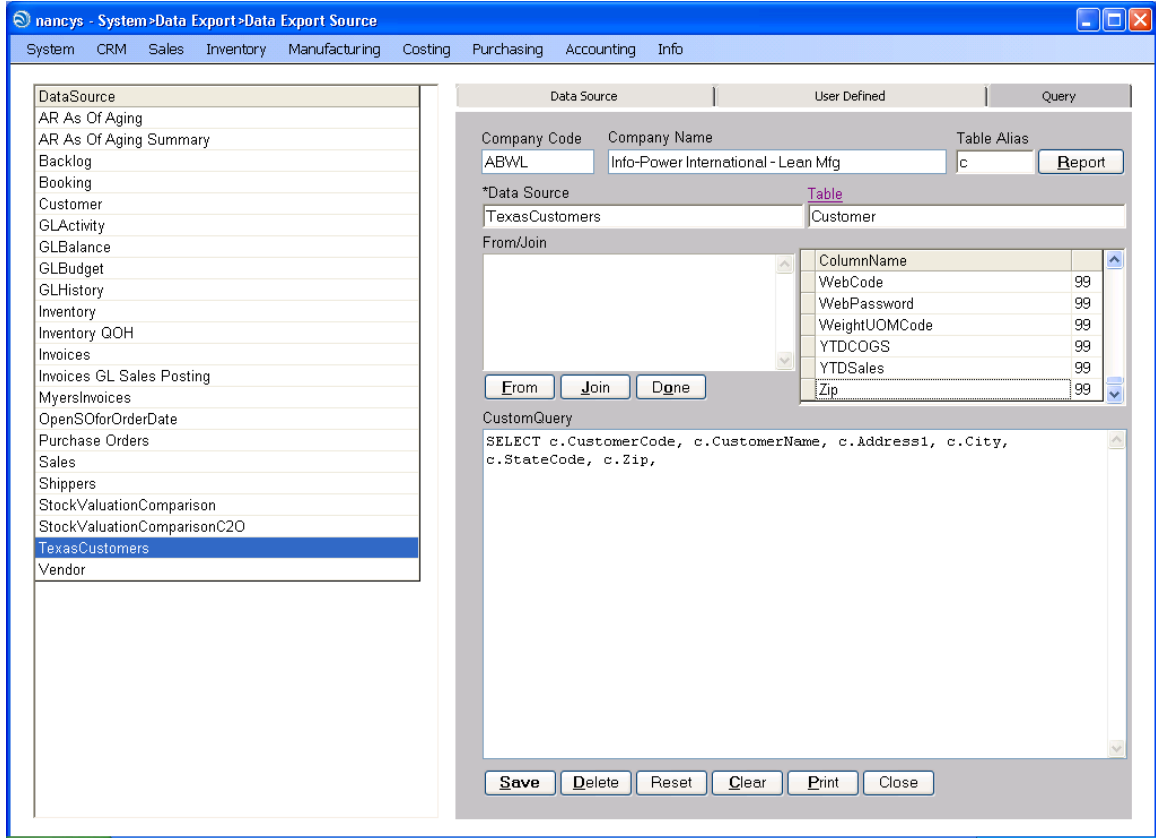 nancys - System>Data Export>Data Export Source
System CRM Sales Inventory Manufacturing Costing Purchasing Accounting Info
DataSource
AR As Of Aging
AR As Of Aging Summary
Backlog
Booking
Customer
GLActivity
GLBalance
GLBudget
GLHistory
Inventory
Inventory QOH
Invoices
Invoices GL Sales Posting
MyersInvoices
OpenSOforOrderDate
Purchase Orders
Sales
Shippers
StockValuationComparison
StockValuationComparisonC2O
TexasCustomers
Vendor
Data Source User Defined Query
Company Code Company Name Table Alias
ABWL Info-Power International - Lean Mfg c Report
*Data Source Table
TexasCustomers Customer
From/Join
ColumnName
WebCode 99
WebPassword 99
WeightUOMCode 99
YTDCOGS 99
YTDSales 99
Zip 99
From Join Done
CustomQuery
SELECT c.CustomerCode, c.CustomerName, c.Address1, c.City,
c.StateCode, c.Zip,
Save Delete Reset Clear Print Close